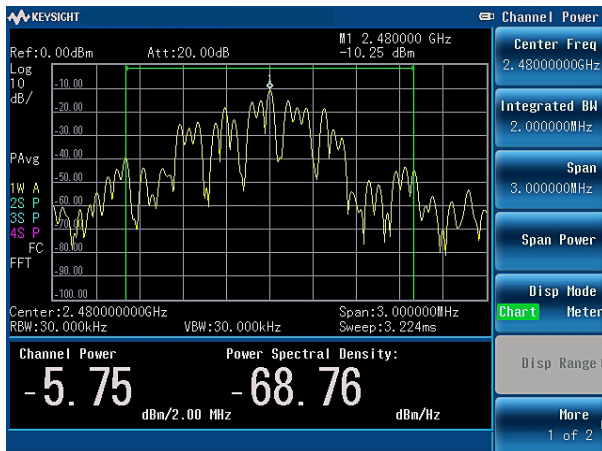 KEYSIGHT
Channel Power
Ref:0.00dBm Att:20.00dB M1 2.480000 GHz
-10.25 dBm
Log
10
dB/
1
-10.00
-20.00
-30.00
-40.00
-50.00
-60.00
-80.00
-90.00
-100.00
PAvg
1W A
2S P
3S P
4S P
FC
FFT
Center:2.480000000GHz Span:3.000000MHz
RBW:30.000kHz VBW:30.000kHz Sweep:3.224ms
Channel Power Power Spectral Density:
-5.75 -68.76
dBm/2.00 MHz dBm/Hz
Center Freq
2.48000000GHz
Integrated BW
2.000000MHz
Span
3.000000MHz
Span Power
Disp Mode
Chart Meter
Disp Range
More
1 of 2